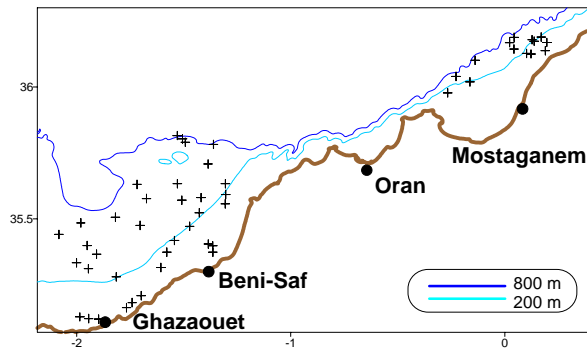 36
Mostaganem
Oran
35.5
Beni-Saf
800 m
200 m
Ghazaouet
-2
-1
0